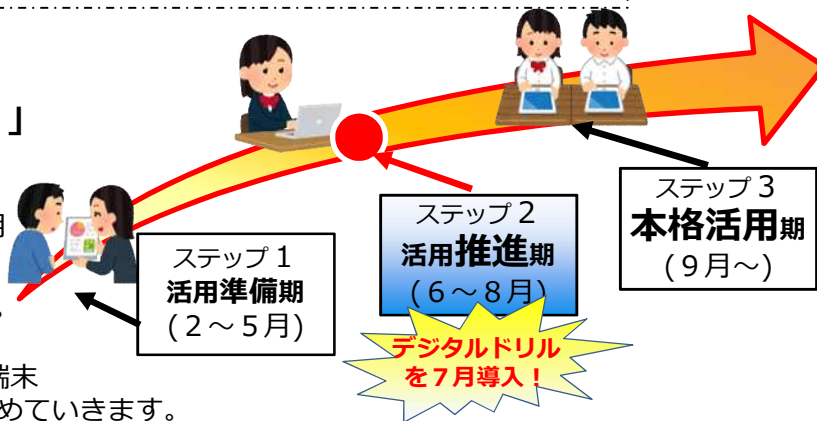 」
期
ステップ１
活用準備期
(２～５月)
ステップ２
活用推進期
(６～８月)
デジタルドリル
を７月導入！
ステップ３
本格活用期
(９月～)
。
端末
めていきます。